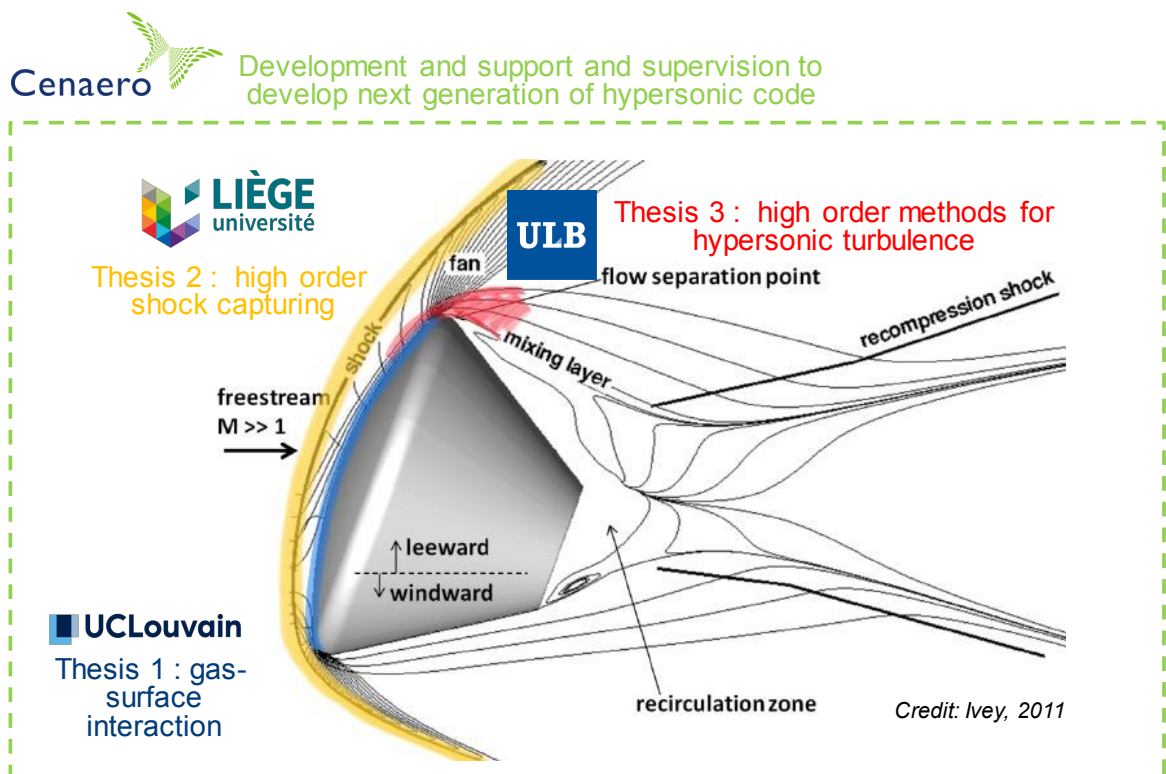 Cenaero
Development and support and supervision to
develop next generation of hypersonic code
LIÈGE
université
Thesis 2 : high order
shock capturing
ULB
Thesis 3 : high order methods for
hypersonic turbulence
fan
flow separation point
shock
mixing layer
recompression shock
freestream
M >> 1
leeward
windward
UCLouvain
Thesis 1 : gas-
surface
interaction
recirculation zone
Credit: Ivey, 2011